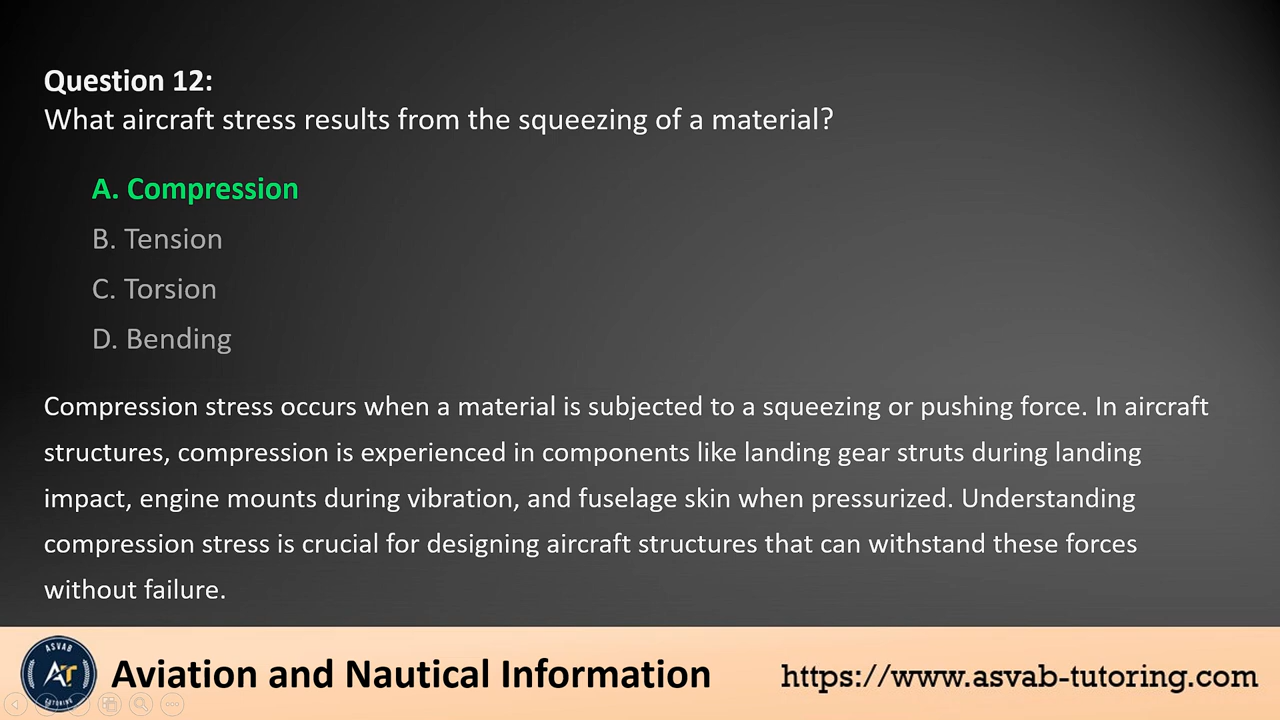 Question 12:
What aircraft stress results from the squeezing of a material?
A. Compression
B. Tension
C. Torsion
D. Bending
Compression stress occurs when a material is subjected to a squeezing or pushing force. In aircraft
structures, compression is experienced in components like landing gear struts during landing
impact, engine mounts during vibration, and fuselage skin when pressurized. Understanding
compression stress is crucial for designing aircraft structures that can withstand these forces
without failure.
ASVAB
AT
TUTORING
Aviation and Nautical Information
https://www.asvab-tutoring.com